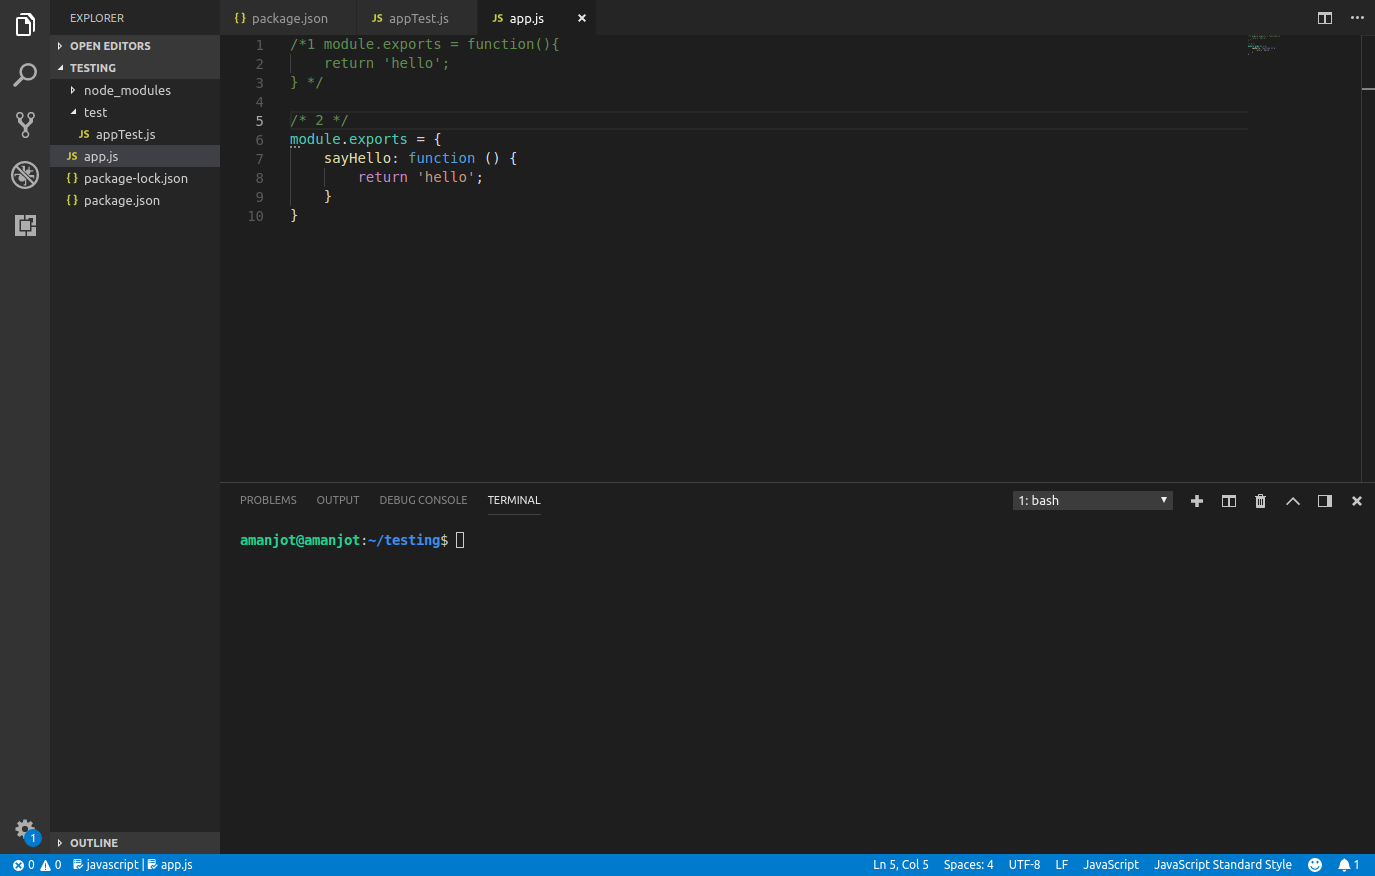 EXPLORER
OPEN EDITORS
TESTING
node_modules
test
JS appTest.js
JS app.js
{} package-lock.json
{} package.json
OUTLINE
{} package.json
JS appTest.js
JS app.js
1 /*1 module.exports = function(){
2 return 'hello';
3 } */
4
5 /* 2 */
6 module.exports = {
7 sayHello: function () {
8 return 'hello';
9 }
10 }
PROBLEMS OUTPUT DEBUG CONSOLE TERMINAL 1: bash
amanjot@amanjot:~/testing$
1
0 0 javascript | app.js Ln 5, Col 5 Spaces: 4 UTF-8 LF JavaScript JavaScript Standard Style 1